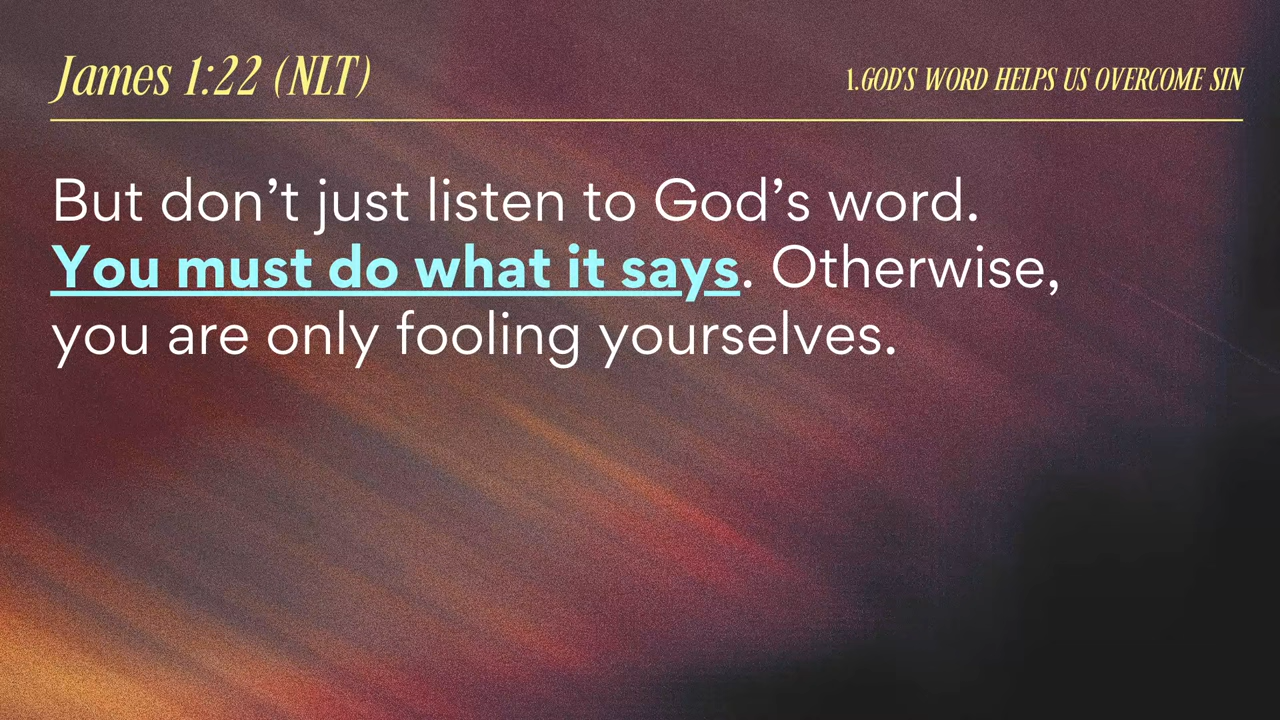 James 1:22 (NLT)
1.GOD'S WORD HELPS US OVERCOME SIN
But don’t just listen to God’s word.
You must do what it says. Otherwise,
you are only fooling yourselves.